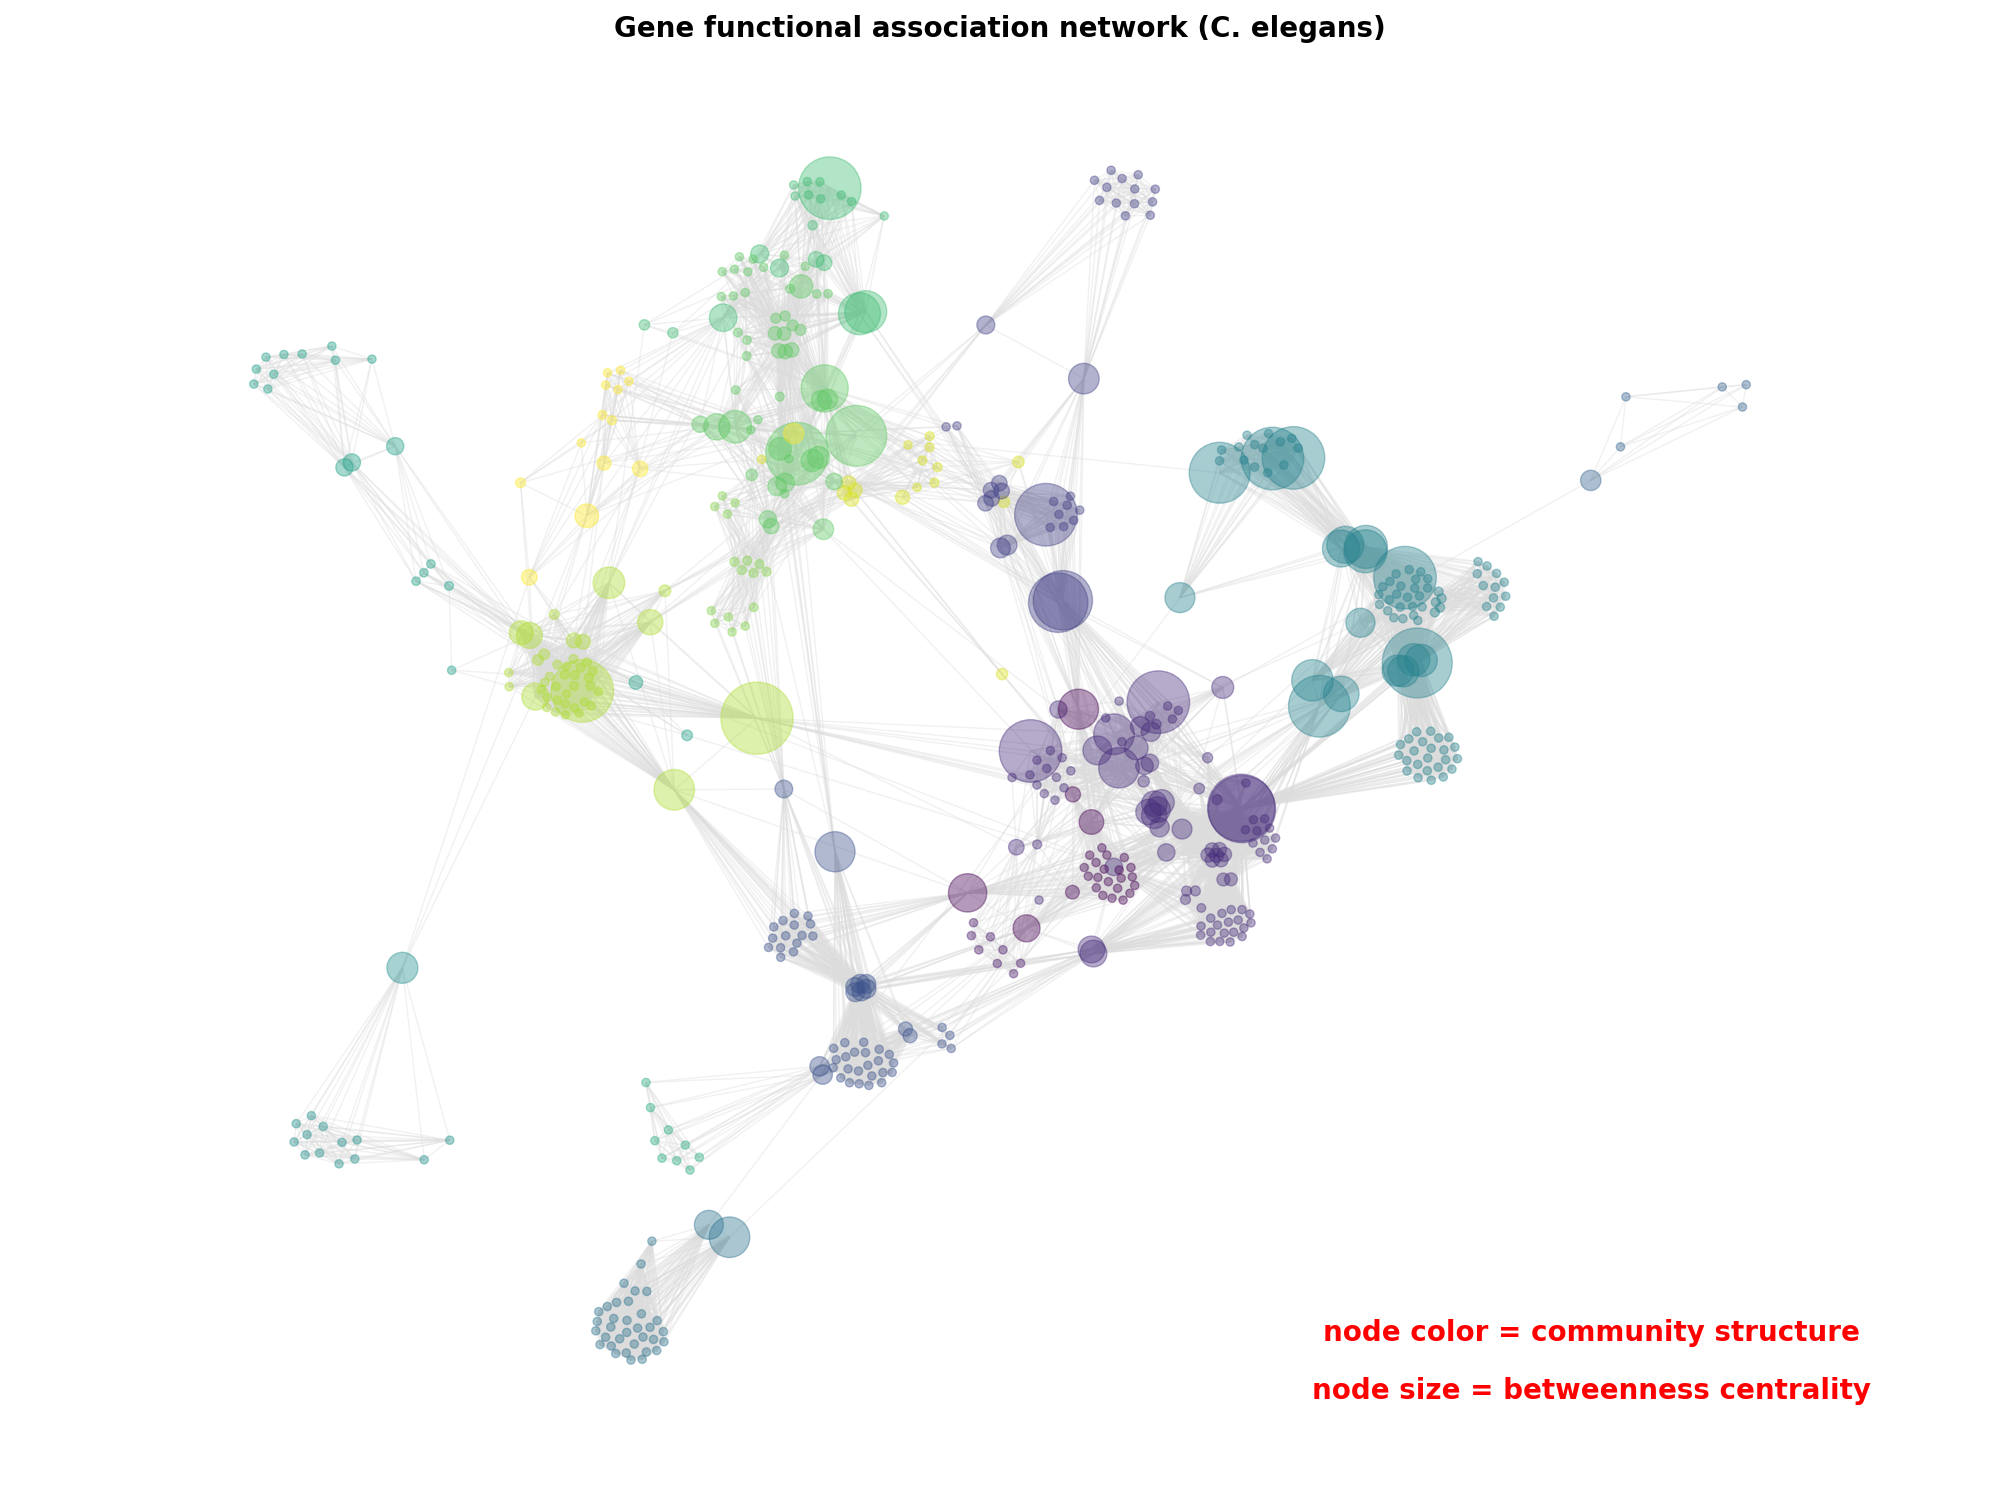 Gene functional association network (C. elegans)
node color = community structure
node size = betweenness centrality